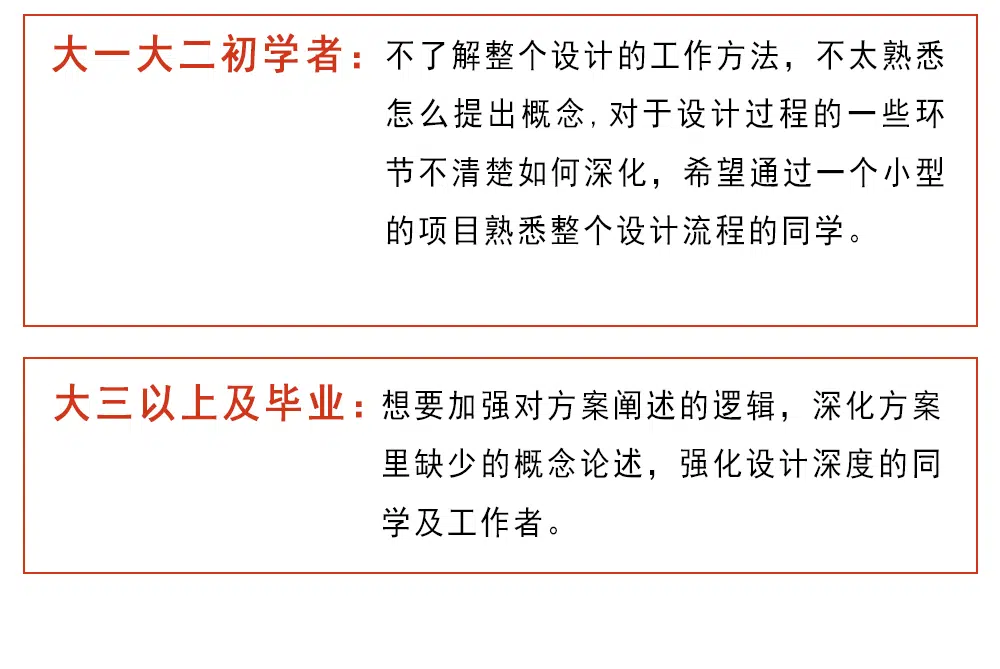 大一大二初学者：不了解整个设计的工作方法，不太熟悉
怎么提出概念,对于设计过程的一些环
节不清楚如何深化，希望通过一个小型
的项目熟悉整个设计流程的同学。
大三以上及毕业：想要加强对方案阐述的逻辑，深化方案
里缺少的概念论述，强化设计深度的同
学及工作者。